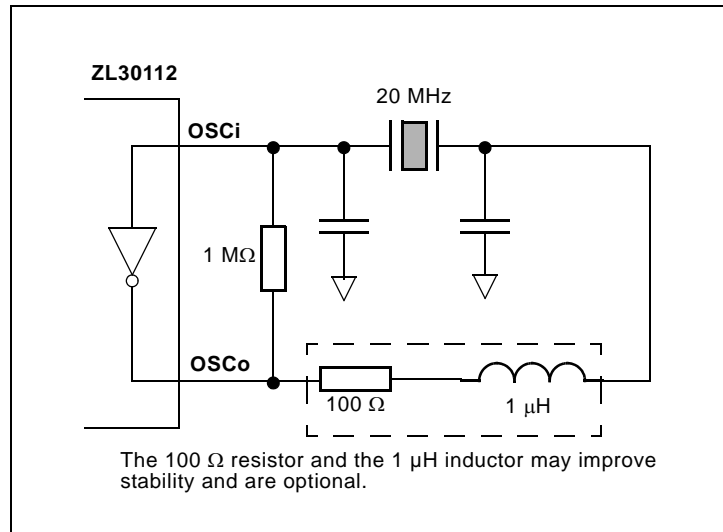 ZL30112
20 MHz
OSCi
1 MΩ
OSCo
100 Ω
1 μH
The 100 Ω resistor and the 1 μH inductor may improve
stability and are optional.